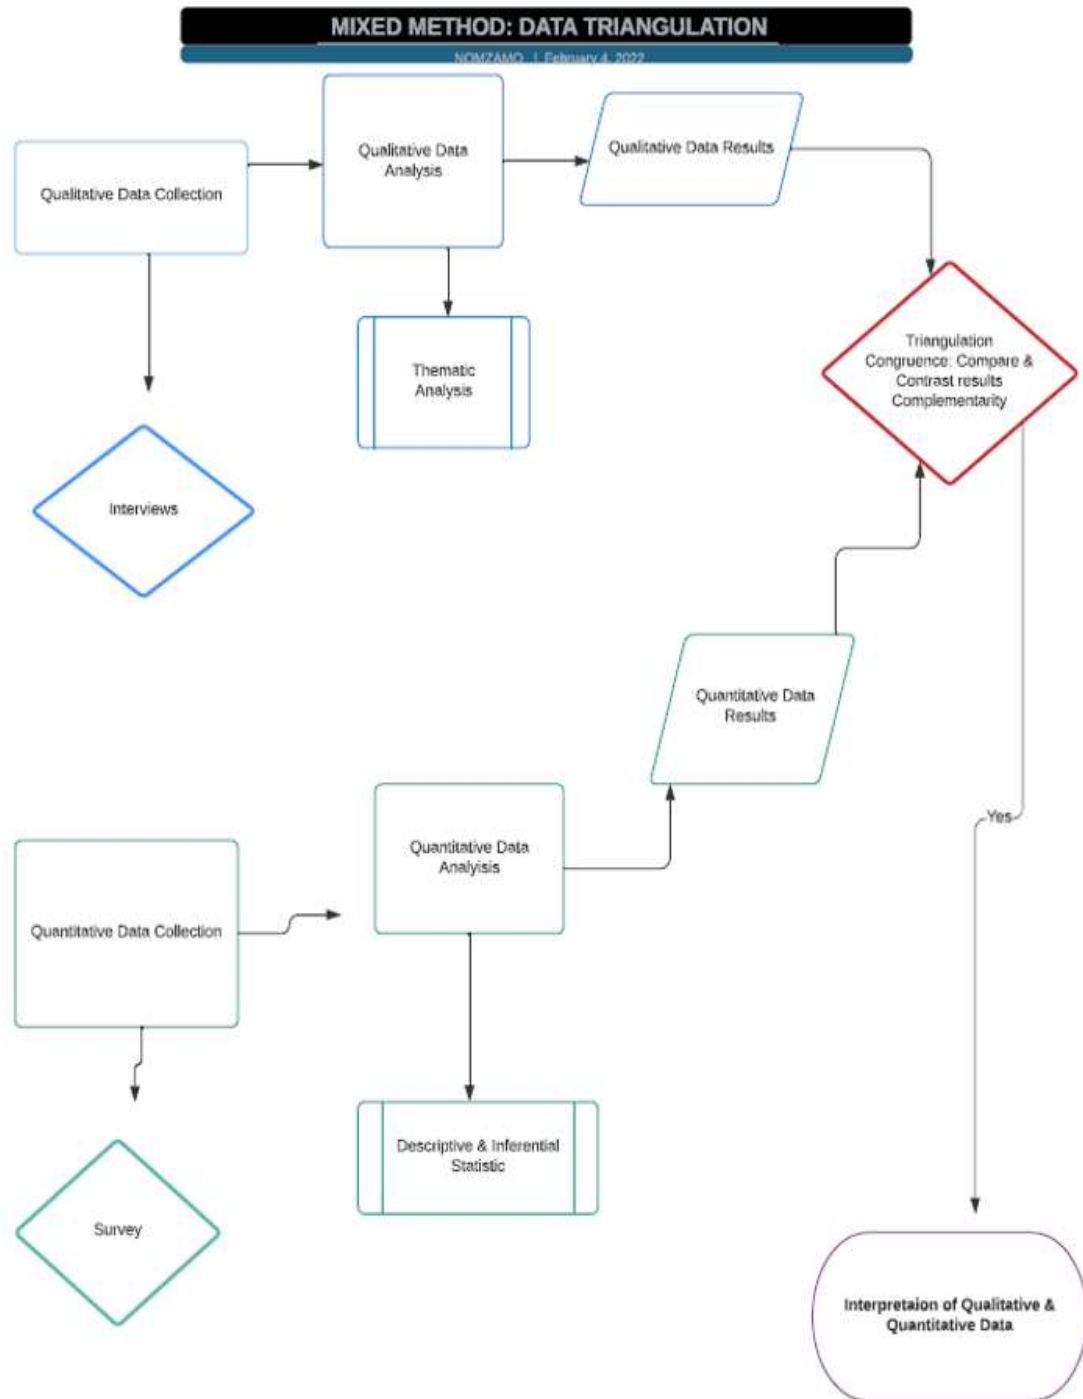 MIXED METHOD: DATA TRIANGULATION
NOMZAMO | February 4, 2022
Qualitative Data Collection
Qualitative Data
Analysis
Qualitative Data Results
Thematic
Analysis
Interviews
Triangulation
Congruence: Compare &
Contrast results
Complementarity
Quantitative Data
Results
Yes
Quantitative Data Collection
Quantitative Data
Analyisis
Descriptive & Inferential
Statistic
Survey
Interpretaion of Qualitative &
Quantitative Data